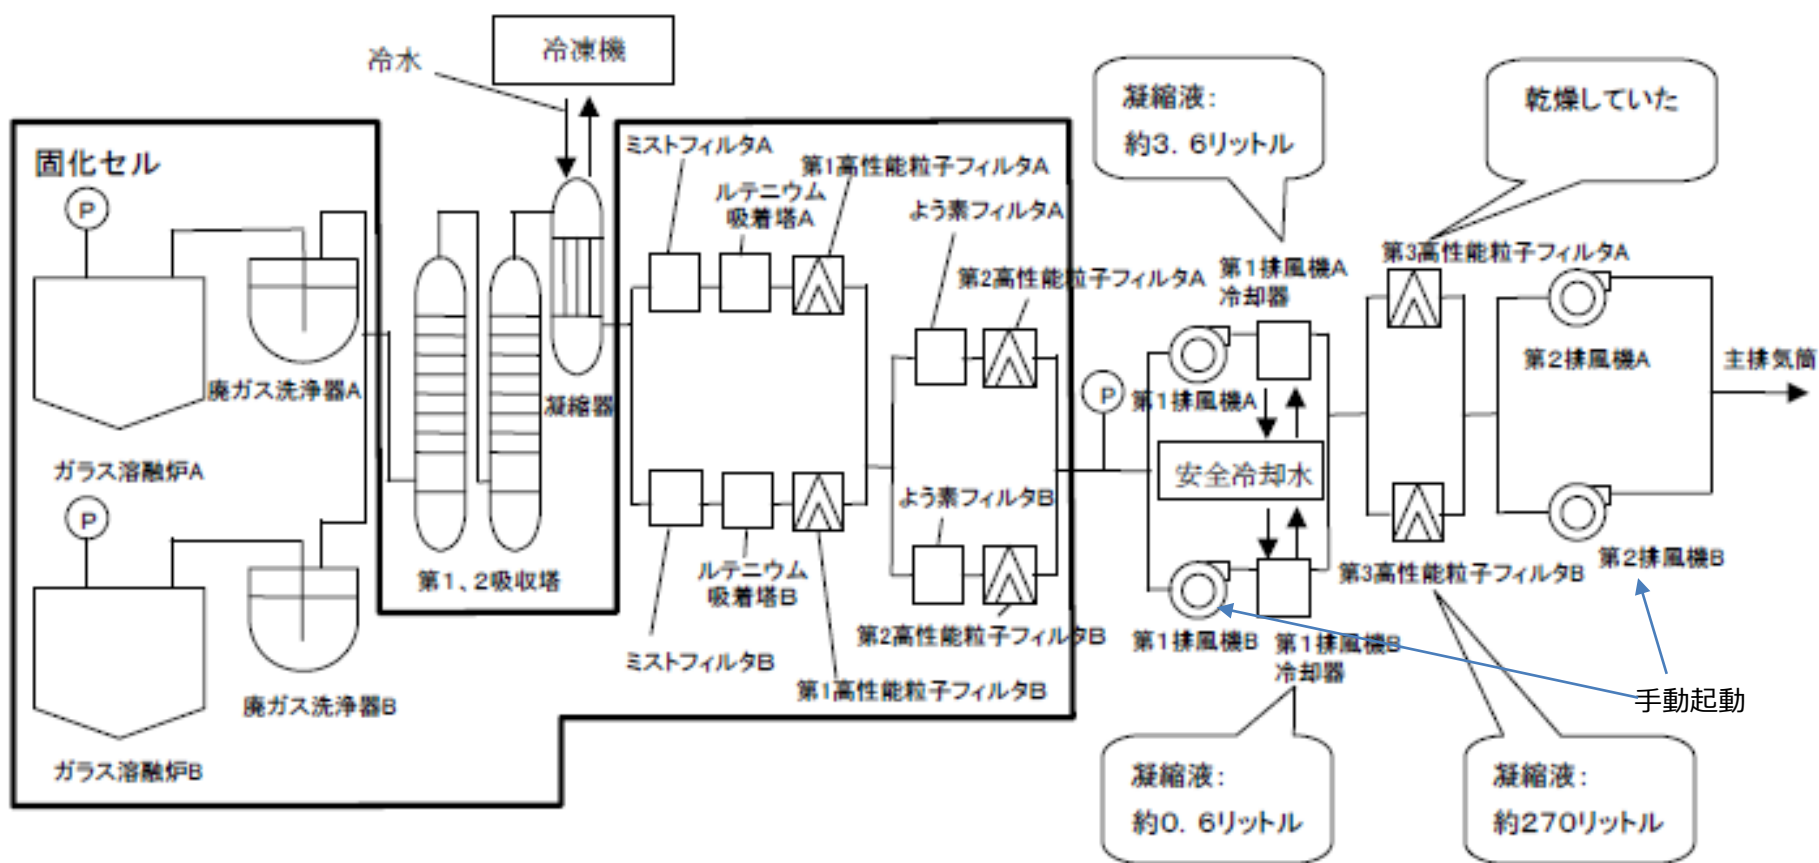 冷凍機
冷水
凝縮液：
約3.6リットル
乾燥していた
固化セル
P
ミストフィルタA
第1高性能粒子フィルタA
ルテニウム
吸着塔A
よう素フィルタA
第2高性能粒子フィルタA
第1排風機A
冷却器
第3高性能粒子フィルタA
廃ガス洗浄器A
凝縮器
P
第1排風機A
第2排風機A
主排気筒
ガラス溶融炉A
安全冷却水
P
よう素フィルタB
第1、2吸収塔
ルテニウム
吸着塔B
第3高性能粒子フィルタB
第2排風機B
第2高性能粒子フィルタB
第1排風機B
第1排風機B
冷却器
ミストフィルタB
第1高性能粒子フィルタB
廃ガス洗浄器B
手動起動
ガラス溶融炉B
凝縮液：
約0.6リットル
凝縮液：
約270リットル